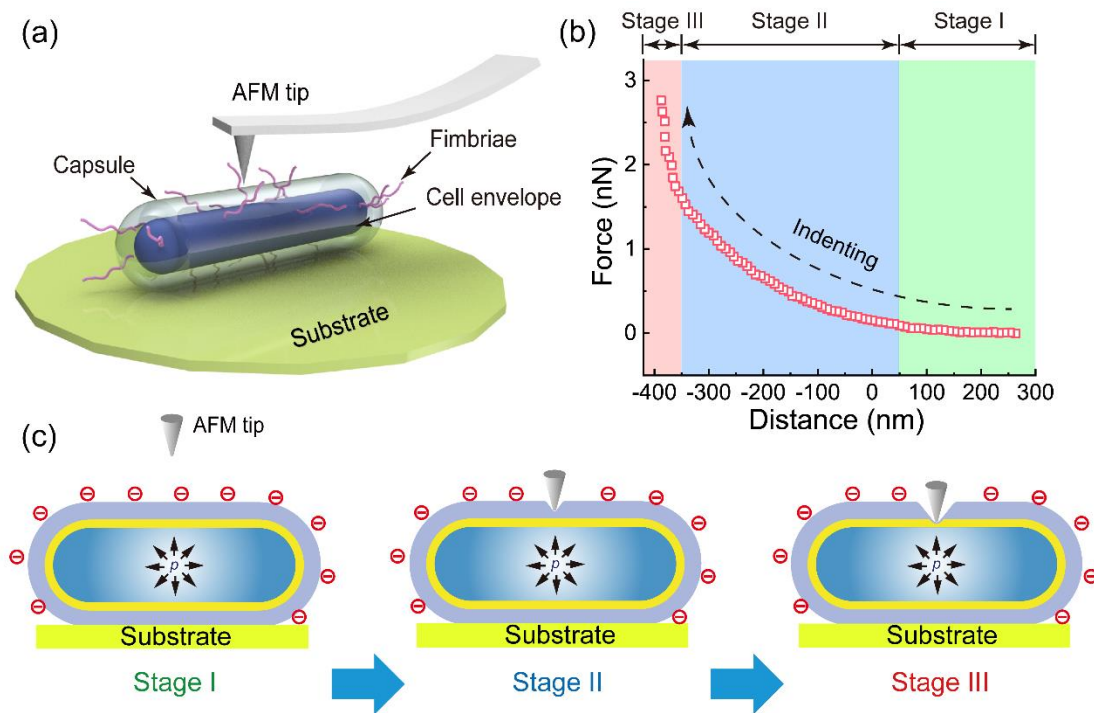 (a)
AFM tip
Capsule
Fimbriae
Cell envelope
Substrate
(b)
Stage III
Stage II
Stage I
Force (nN)
3
2
1
0
Indenting
-400 -300 -200 -100 0 100 200 300
Distance (nm)
(c)
AFM tip
p
p
p
Substrate
Substrate
Substrate
Stage I
Stage II
Stage III